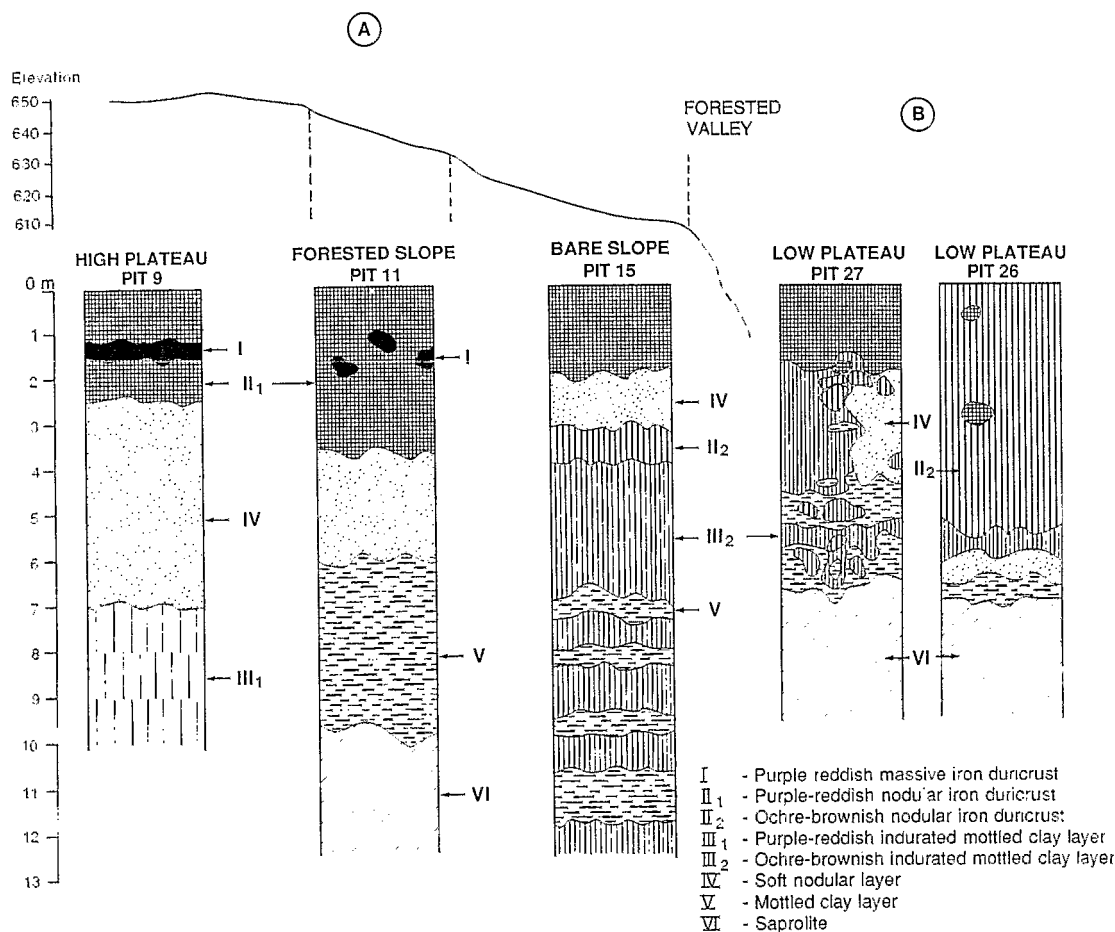 A
Elevation
650
640
630
620
610
FORESTED
VALLEY
B
HIGH PLATEAU
PIT 9
FORESTED SLOPE
PIT 11
BARE SLOPE
PIT 15
LOW PLATEAU
PIT 27
LOW PLATEAU
PIT 26
0 m
1
2
3
4
5
6
7
8
9
10
11
12
13
I
II1
IV
III1
I
V
VI
IV
II2
III2
V
IV
II2
VI
I - Purple reddish massive iron duricrust
II1 - Purple-reddish nodular iron duricrust
II2 - Ochre-brownish nodular iron duricrust
III1 - Purple-reddish indurated mottled clay layer
III2 - Ochre-brownish indurated mottled clay layer
IV - Soft nodular layer
V - Mottled clay layer
VI - Saprolite